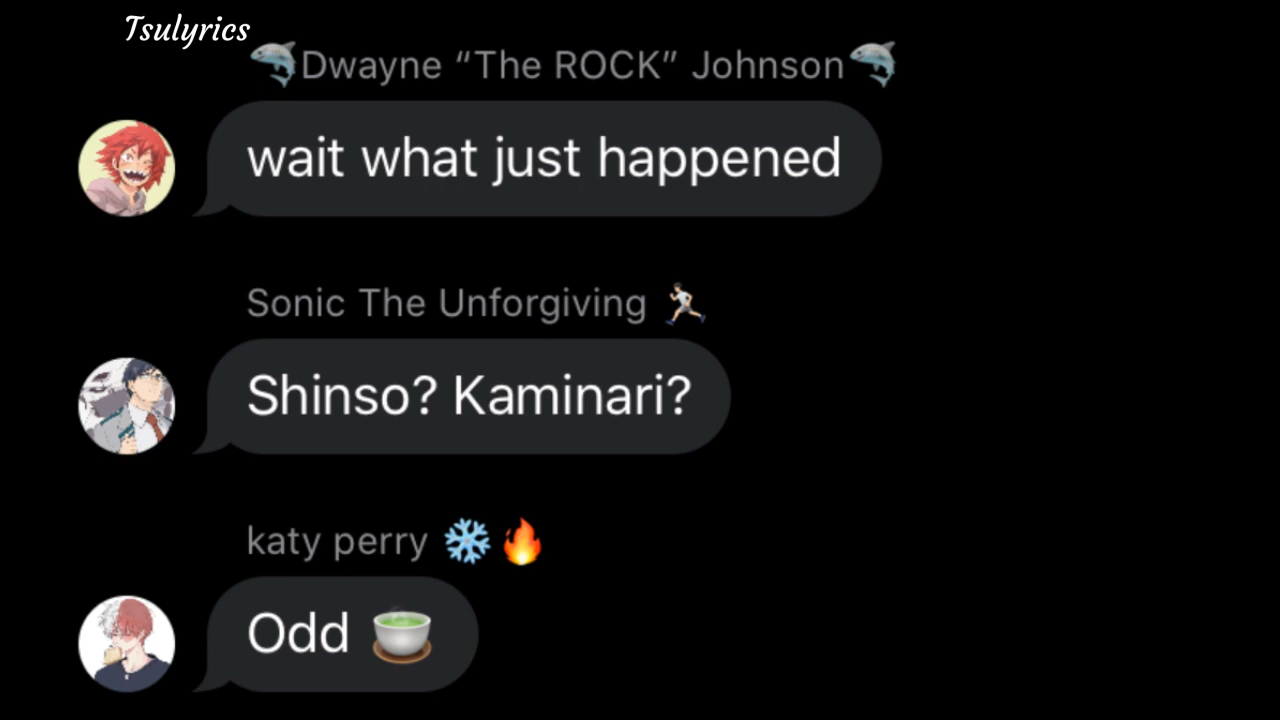 Tsulyrics
🐬Dwayne “The ROCK” Johnson🐬
wait what just happened
Sonic The Unforgiving 🏃🏻
Shinso? Kaminari?
katy perry ❄️🔥
Odd 🍵